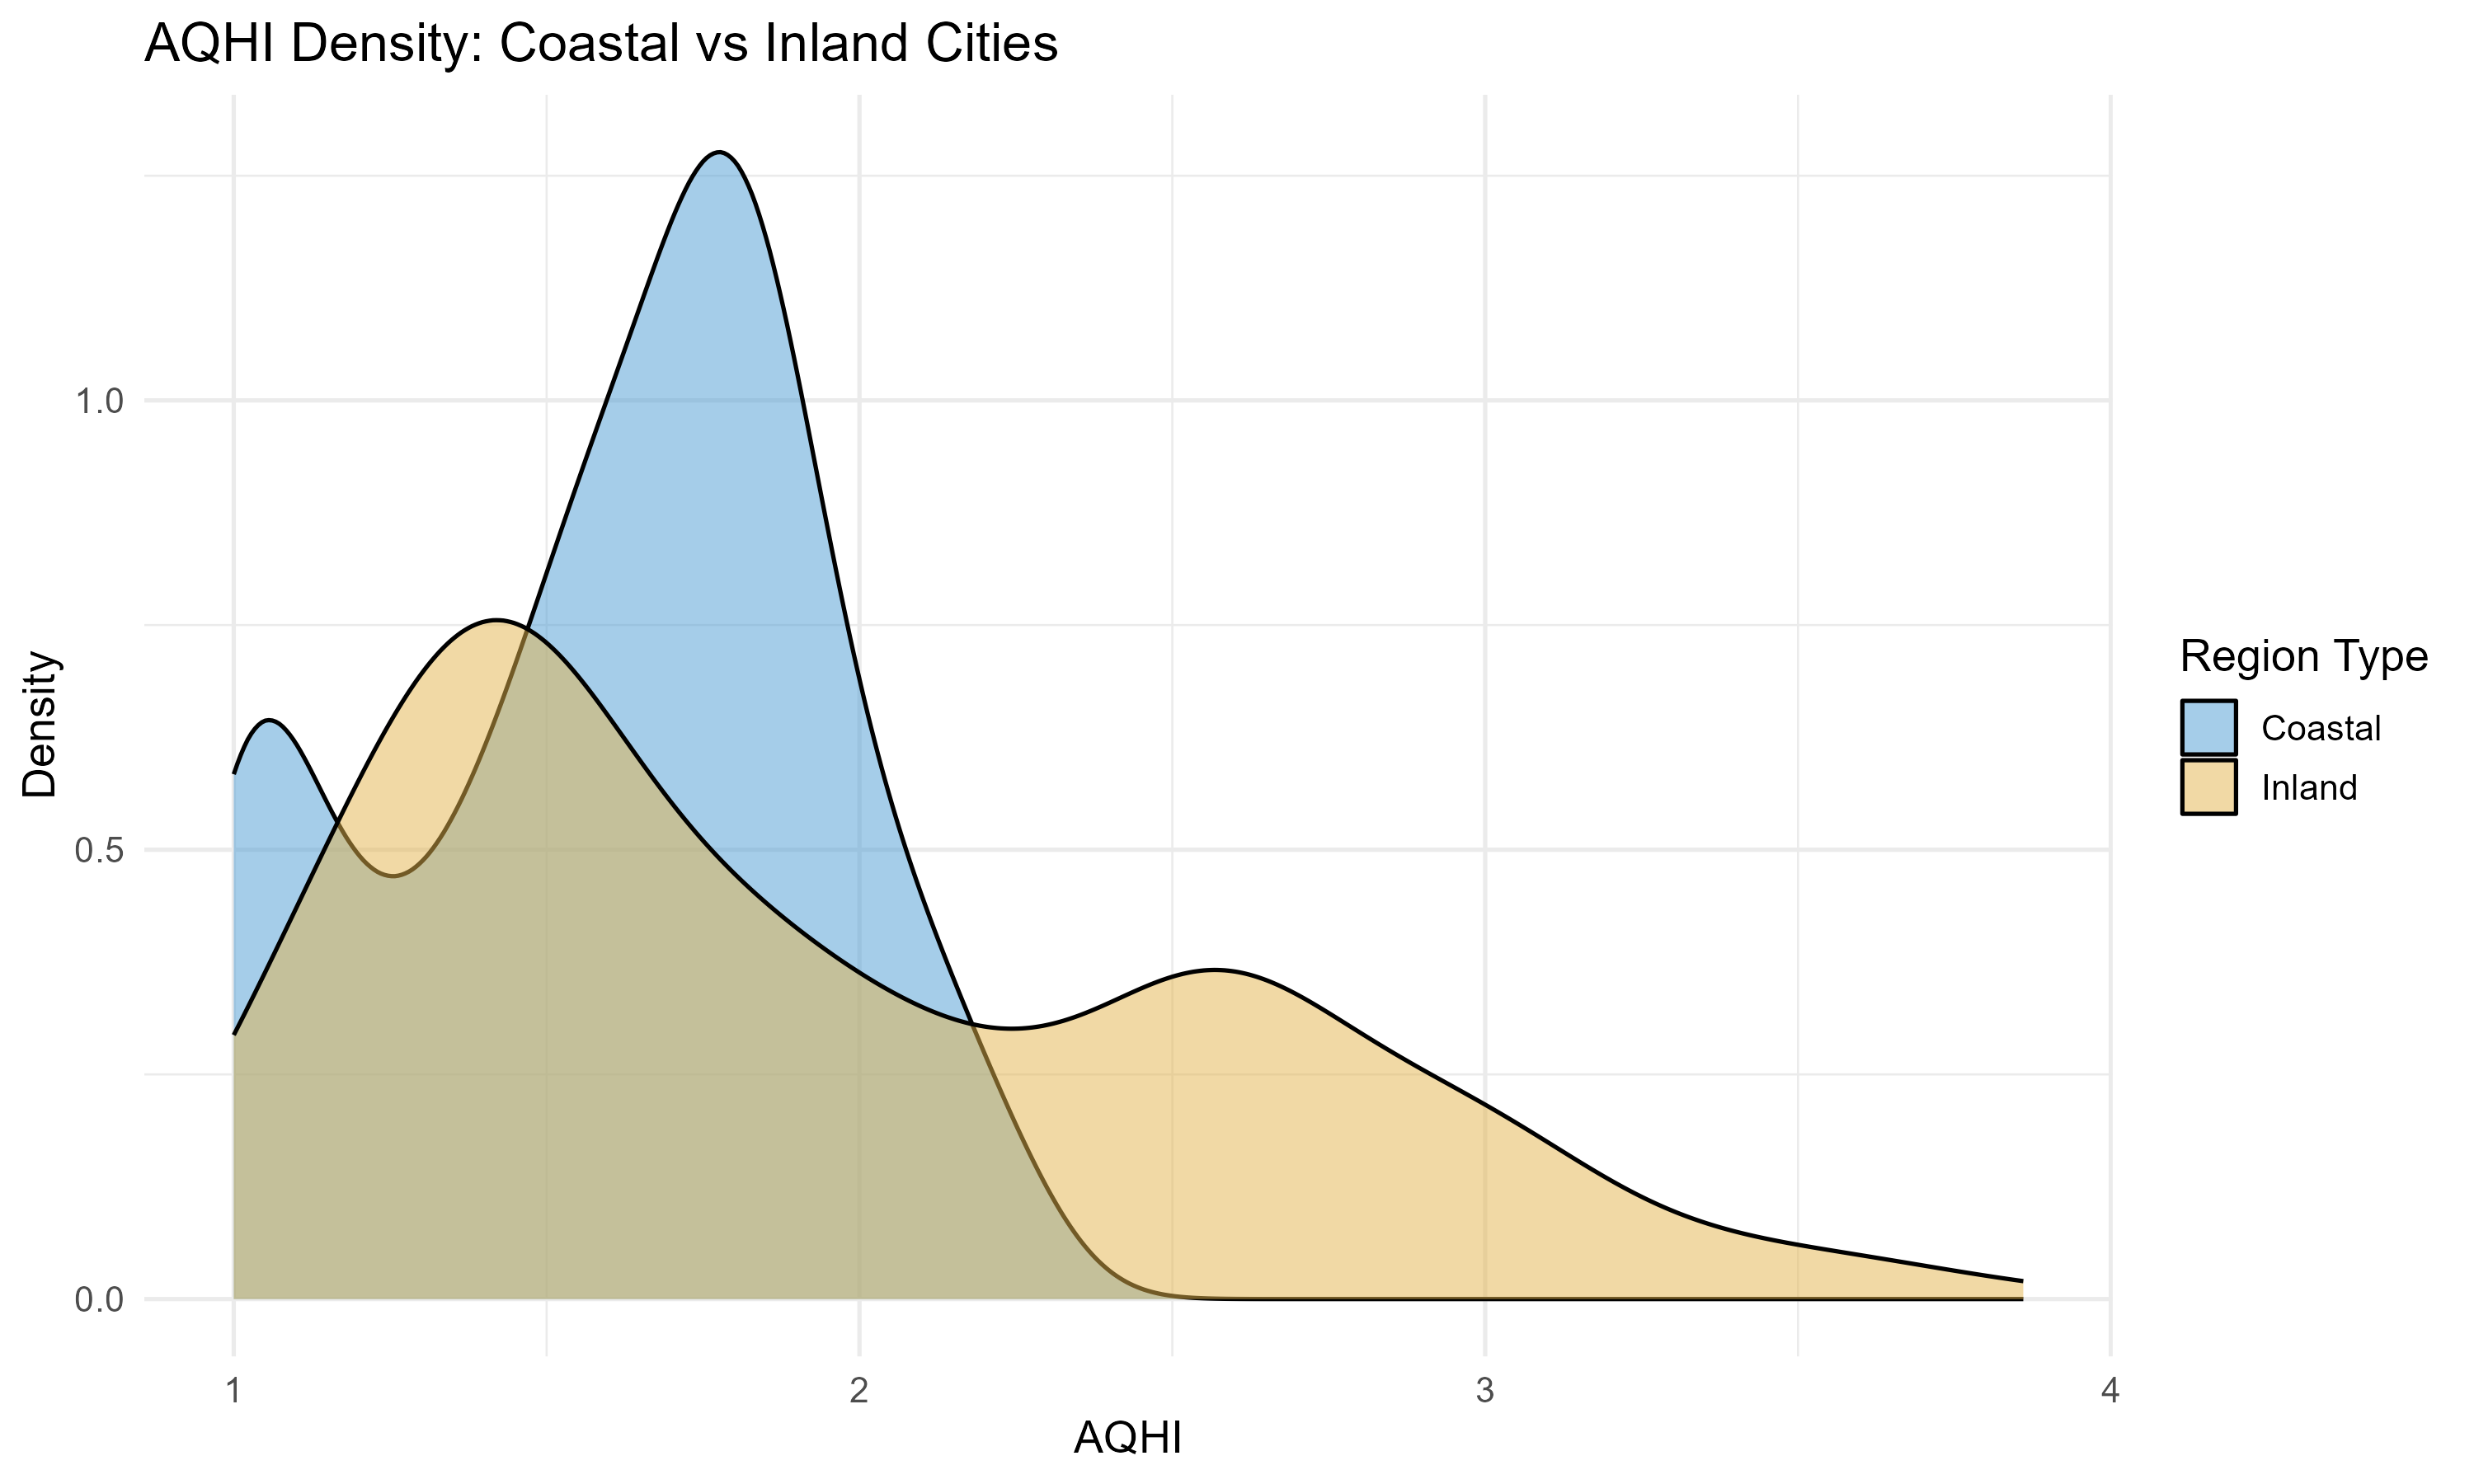 AQHI Density: Coastal vs Inland Cities
Density
1.0
0.5
0.0
1
2
3
4
AQHI
Region Type
Coastal
Inland